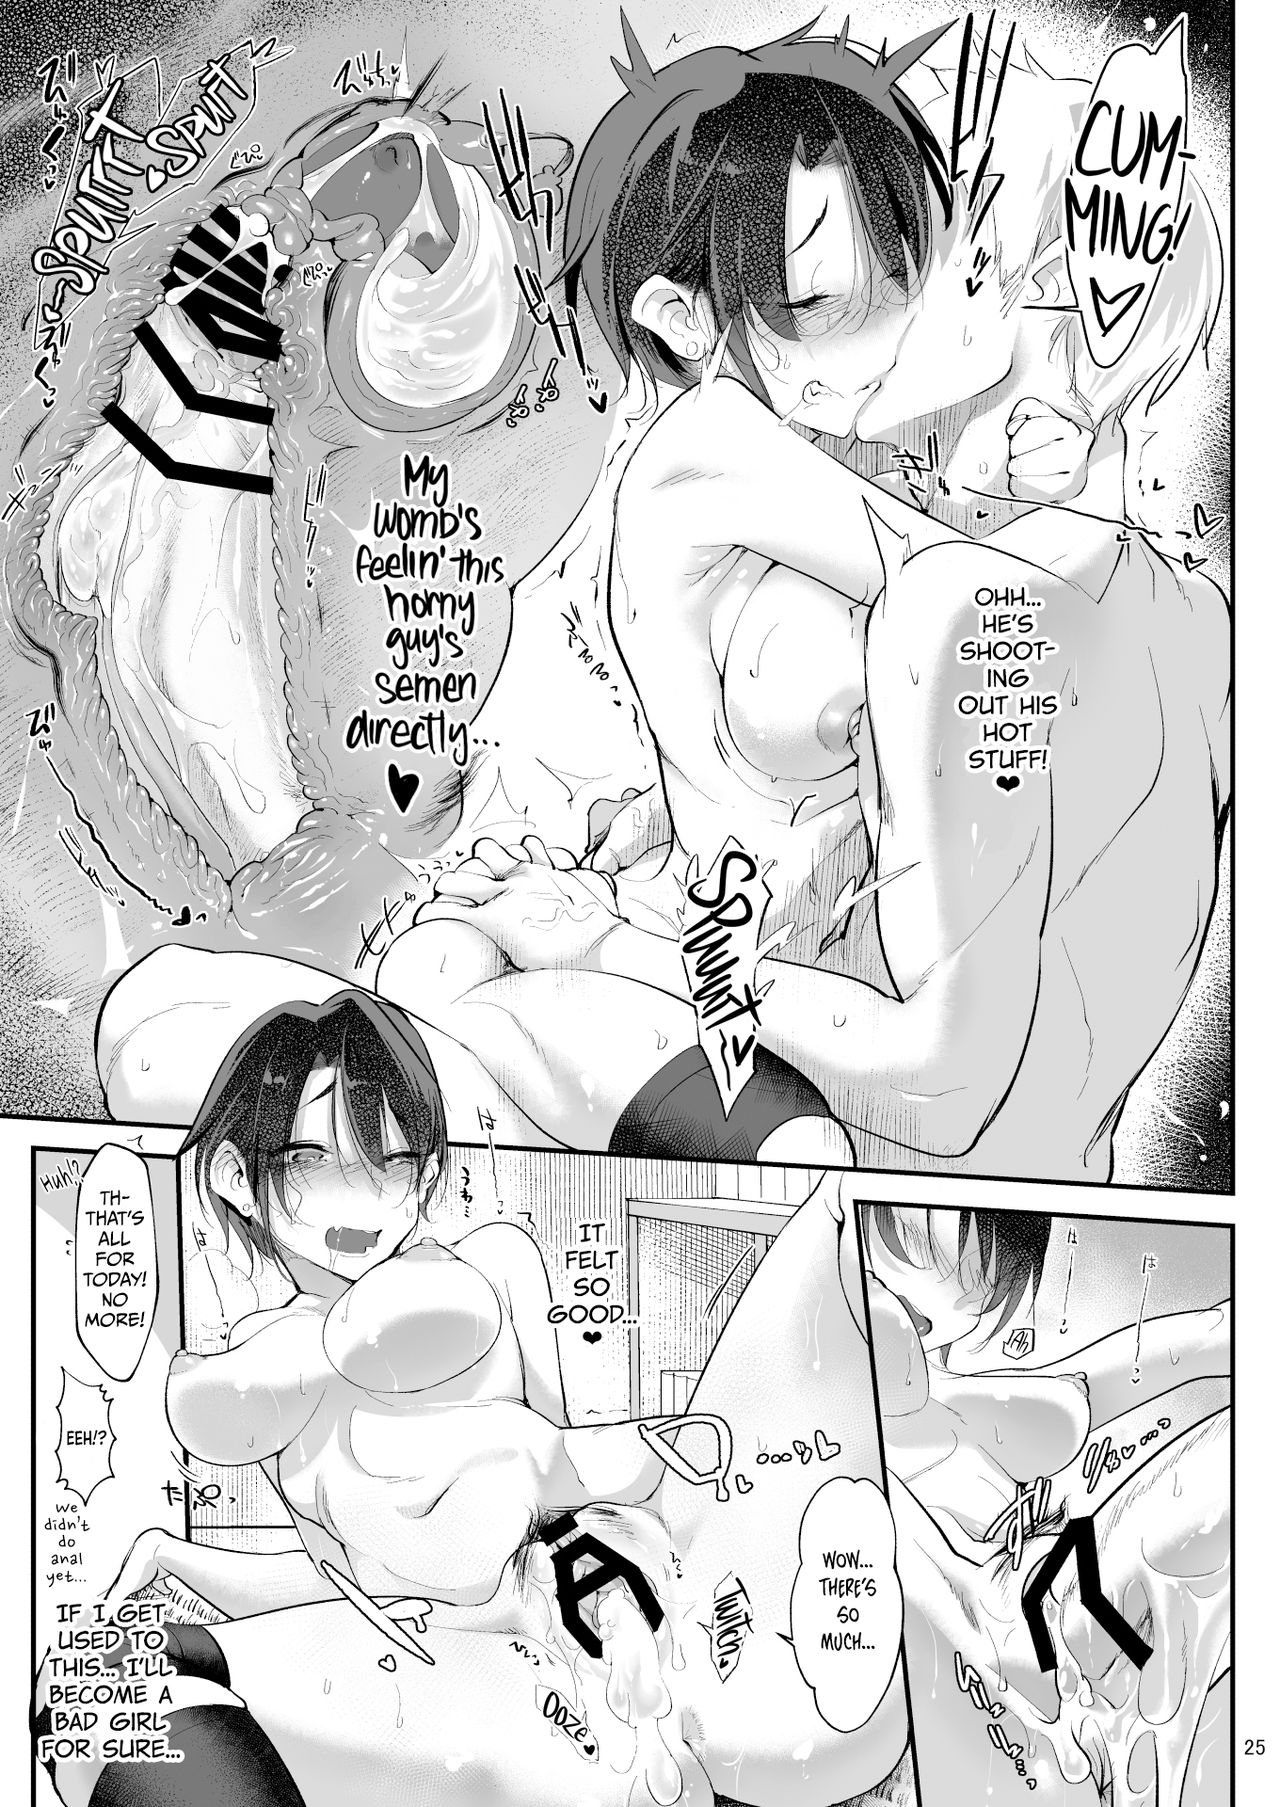 CUM-
MING!
SPURT
SPURT
OHH...
HE'S
SHOOT-
ING
OUT HIS
HOT
STUFF!
My
womb's
feelin' this
horny
guy's
semen
directly...
SPUUURT
Ah
WOW...
THERE'S
SO
MUCH...
IT
FELT
SO
GOOD...
Twitch
Ooze
Huh!?
TH-
THAT'S
ALL
FOR
TODAY!
NO
MORE!
EEH!?
We
didn't
do
anal
yet...
IF I GET
USED TO
THIS... I'LL
BECOME A
BAD GIRL
FOR SURE...
25